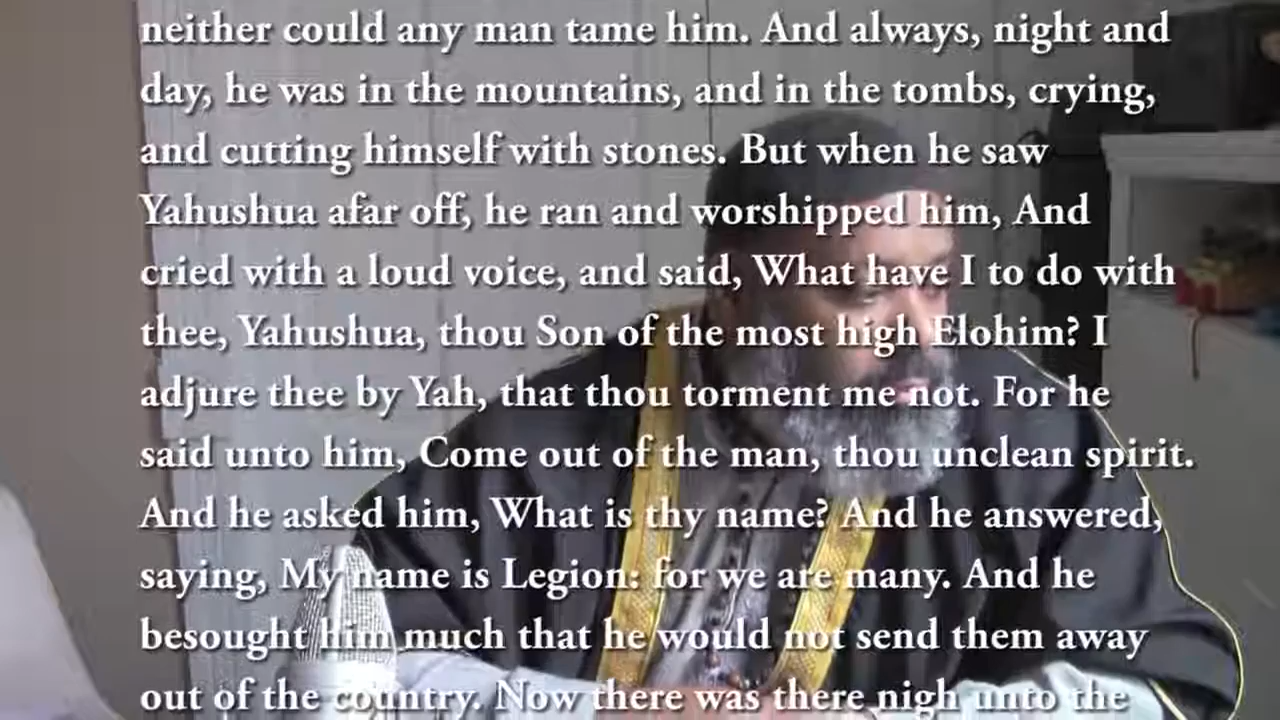 neither could any man tame him. And always, night and
day, he was in the mountains, and in the tombs, crying,
and cutting himself with stones. But when he saw
Yahushua afar off, he ran and worshipped him, And
cried with a loud voice, and said, What have I to do with
thee, Yahushua, thou Son of the most high Elohim? I
adjure thee by Yah, that thou torment me not. For he
said unto him, Come out of the man, thou unclean spirit.
And he asked him, What is thy name? And he answered,
saying, My name is Legion: for we are many. And he
besought him much that he would not send them away
out of the country. Now there was there nigh unto the